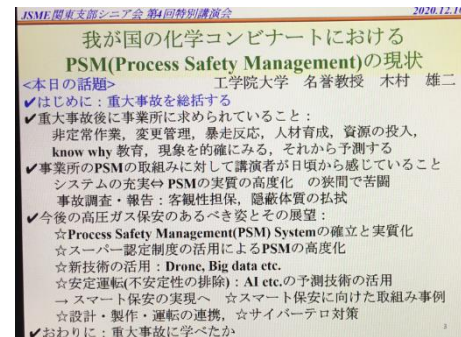 JSME関東支部シニア会 第4回特別講演会 2020.12.10
我が国の化学コンビナートにおける
PSM(Process Safety Management)の現状
<本日の話題> 工学院大学 名誉教授 木村 雄二
✔はじめに:重大事故を総括する
✔重大事故後に事業所に求められていること:
非定常作業, 変更管理, 暴走反応, 人材育成, 資源の投入,
know why 教育, 現象を的確にみる, それから予測する
✔事業所のPSMの取組みに対して講演者が日頃から感じていること
システムの充実⇔PSMの実質の高度化 の狭間で苦闘
事故調査・報告:客観性担保, 隠蔽体質の払拭
✔今後の高圧ガス保安のあるべき姿とその展望:
☆Process Safety Management(PSM) Systemの確立と実質化
☆スーパー認定制度の活用によるPSMの高度化
☆新技術の活用:Drone, Big data etc.
☆安定運転(不安定性の排除):AI etc.の予測技術の活用
→ スマート保安の実現へ ☆スマート保安に向けた取組み事例
☆設計・製作・運転の連携, ☆サイバーテロ対策
✔おわりに:重大事故に学べたか
3